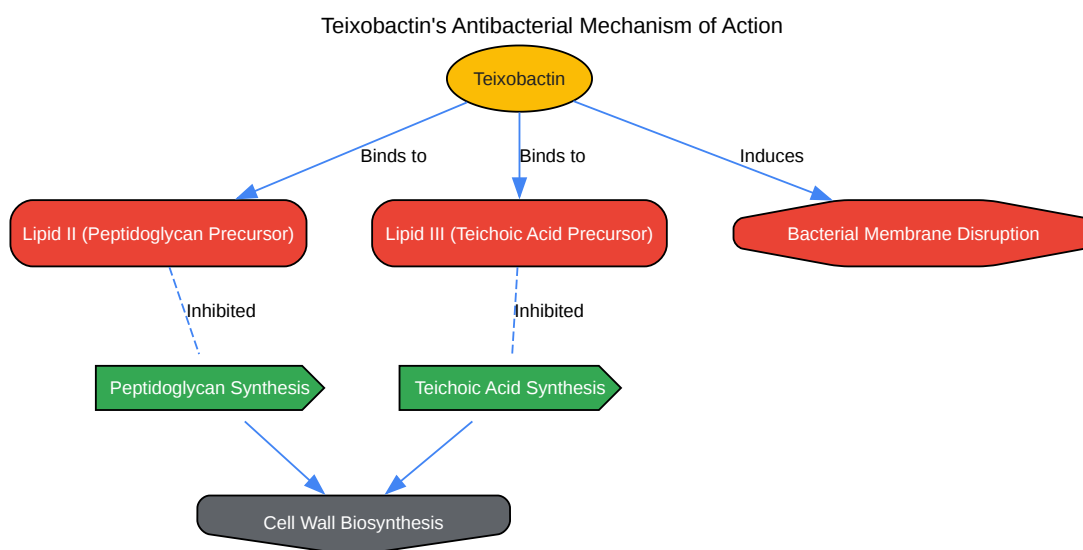 Teixobactin's Antibacterial Mechanism of Action
Teixobactin
Binds to
Binds to
Induces
Lipid II (Peptidoglycan Precursor)
Lipid III (Teichoic Acid Precursor)
Bacterial Membrane Disruption
Inhibited
Inhibited
Peptidoglycan Synthesis
Teichoic Acid Synthesis
Cell Wall Biosynthesis